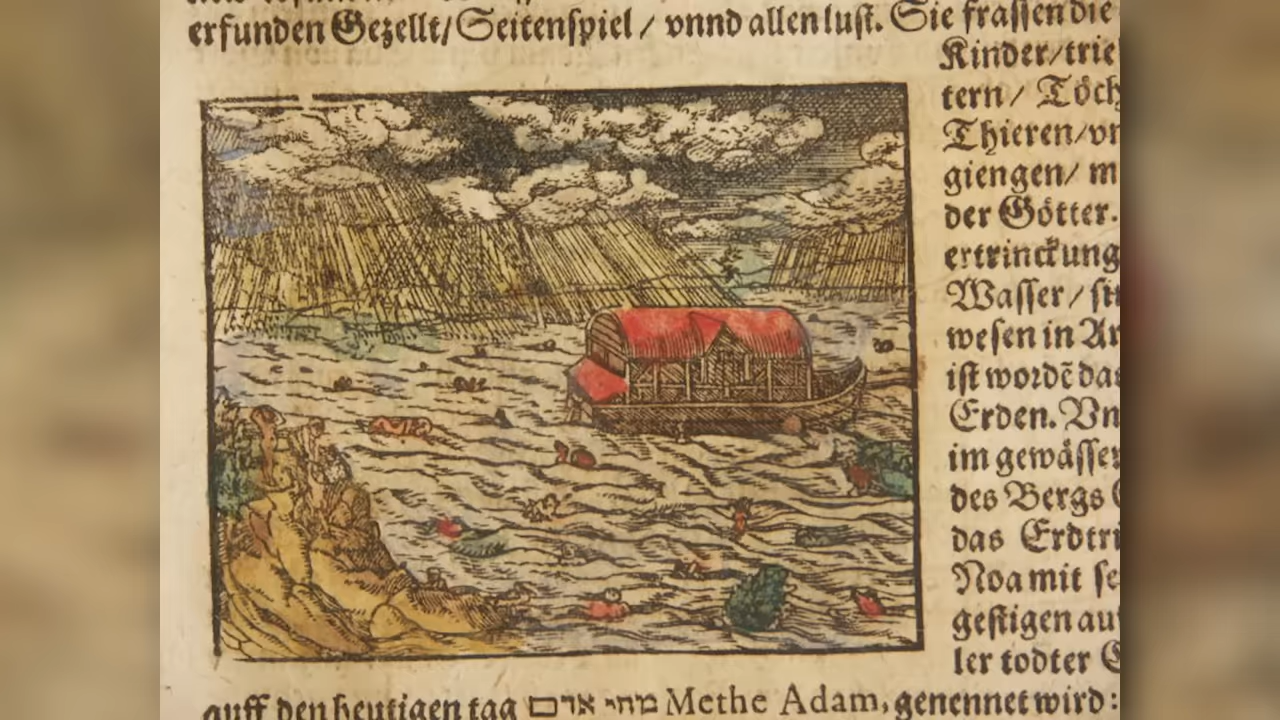 erfunden Gezellt/ Seitenspiel / vnnd allen lust. Sie frassen die
Kinder/ trie
tern/ Töch
Thieren/ vn
giengen/ m
der Götter.
ertrinckung
Wasser / sin
wesen in Ar
ist wordẽ das
Erden. Vn
im gewässer
des Bergs
das Erdtri
Noa mit se
gestigen au
ler todter
auff den heutigen tag מתי אדם Methe Adam, genennet wird: